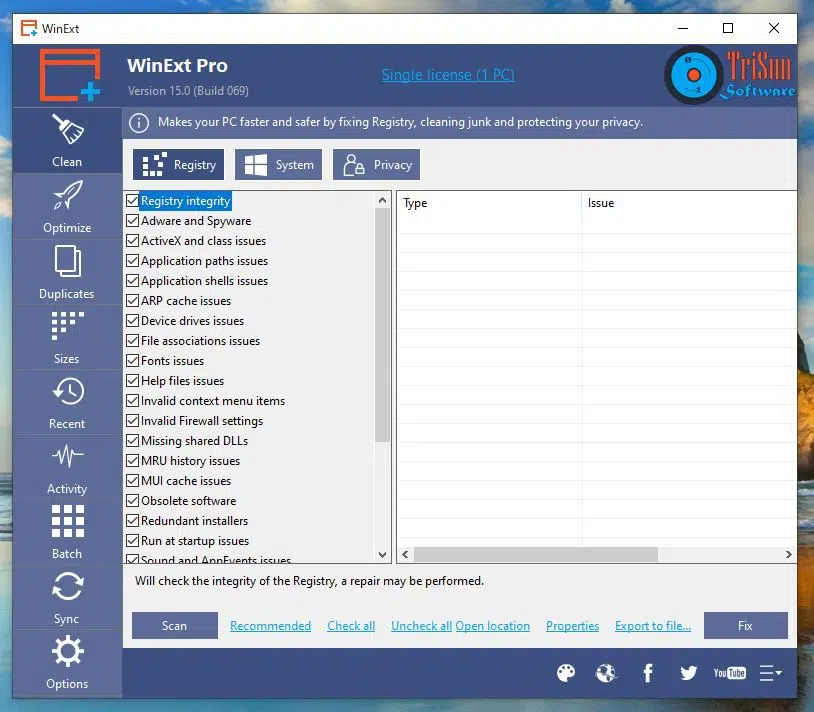 WinExt
WinExt Pro
Version 15.0 (Build 069)
Single license (1 PC)
TriSun
Software
Clean
Makes your PC faster and safer by fixing Registry, cleaning junk and protecting your privacy.
Registry
System
Privacy
Optimize
Duplicates
Sizes
Recent
Activity
Batch
Sync
Options
Registry integrity
Adware and Spyware
ActiveX and class issues
Application paths issues
Application shells issues
ARP cache issues
Device drives issues
File associations issues
Fonts issues
Help files issues
Invalid context menu items
Invalid Firewall settings
Missing shared DLLs
MRU history issues
MUI cache issues
Obsolete software
Redundant installers
Run at startup issues
Sound and AppEvents issues
Type Issue
Will check the integrity of the Registry, a repair may be performed.
Scan Recommended Check all Uncheck all Open location Properties Export to file... Fix
YouTube